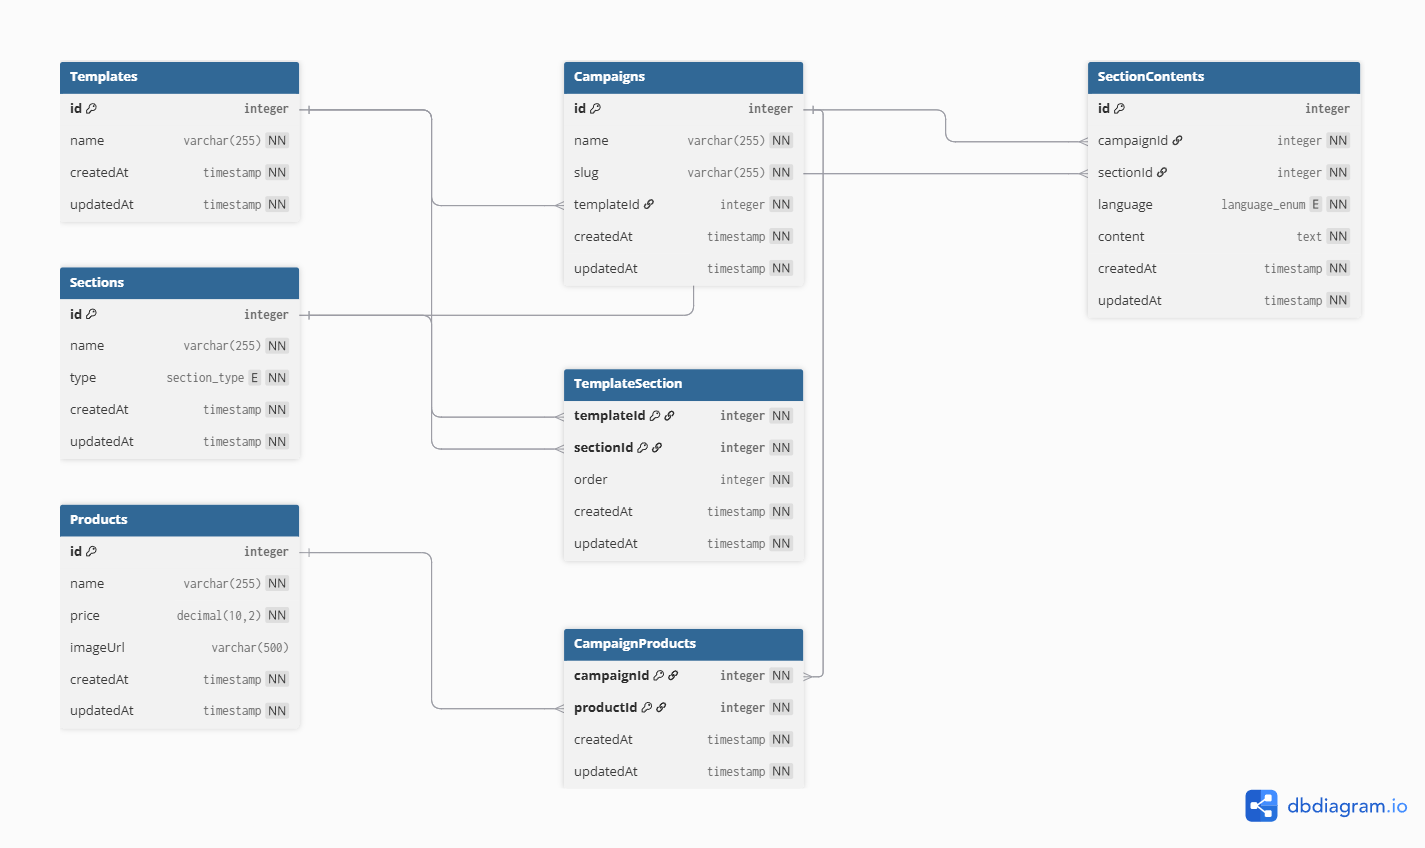 Templates
id integer
name varchar(255) NN
createdAt timestamp NN
updatedAt timestamp NN
Sections
id integer
name varchar(255) NN
type section_type E NN
createdAt timestamp NN
updatedAt timestamp NN
Products
id integer
name varchar(255) NN
price decimal(10,2) NN
imageUrl varchar(500)
createdAt timestamp NN
updatedAt timestamp NN
Campaigns
id integer
name varchar(255) NN
slug varchar(255) NN
templateId integer NN
createdAt timestamp NN
updatedAt timestamp NN
TemplateSection
templateId integer NN
sectionId integer NN
order integer NN
createdAt timestamp NN
updatedAt timestamp NN
CampaignProducts
campaignId integer NN
productId integer NN
createdAt timestamp NN
updatedAt timestamp NN
SectionContents
id integer
campaignId integer NN
sectionId integer NN
language language_enum E NN
content text NN
createdAt timestamp NN
updatedAt timestamp NN
dbdiagram.io